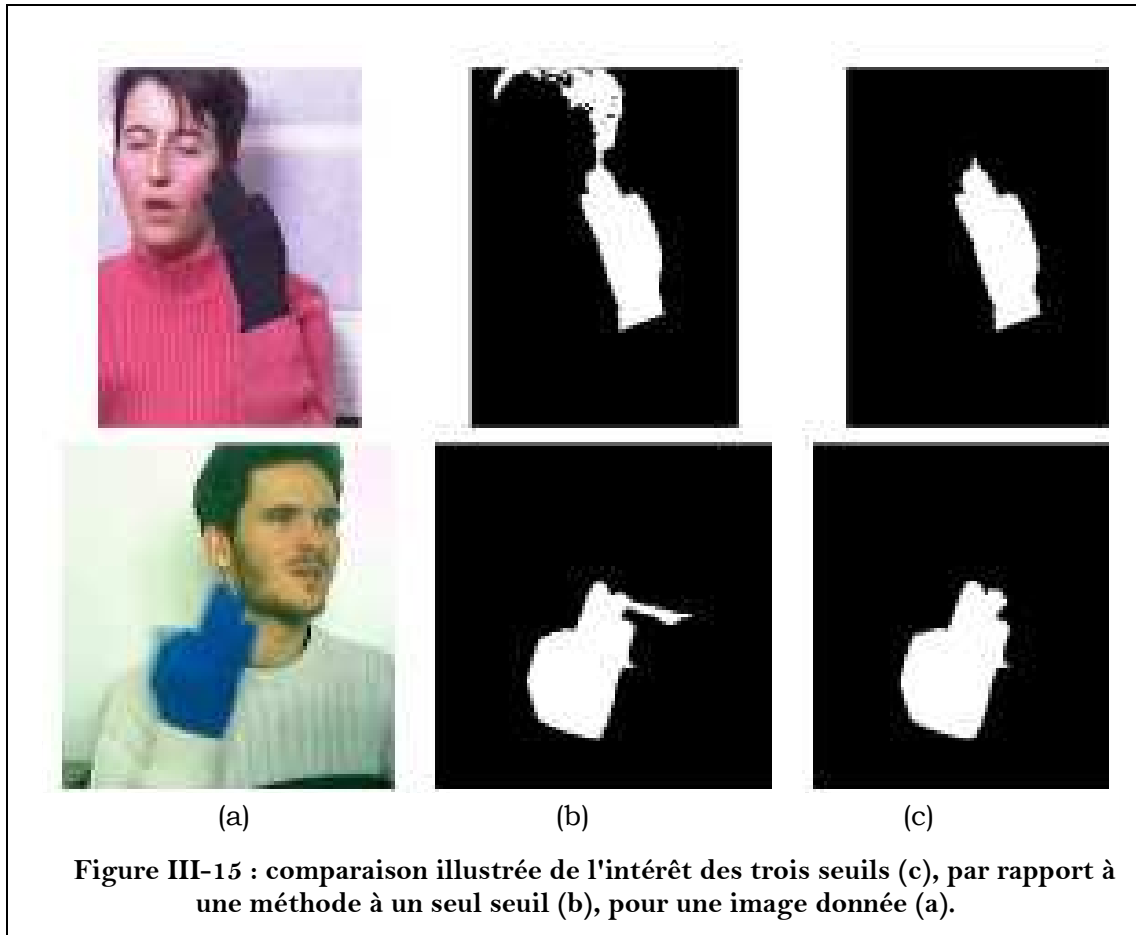 (a) (b) (c)
Figure III-15 : comparaison illustrée de l'intérêt des trois seuils (c), par rapport à
une méthode à un seul seuil (b), pour une image donnée (a).